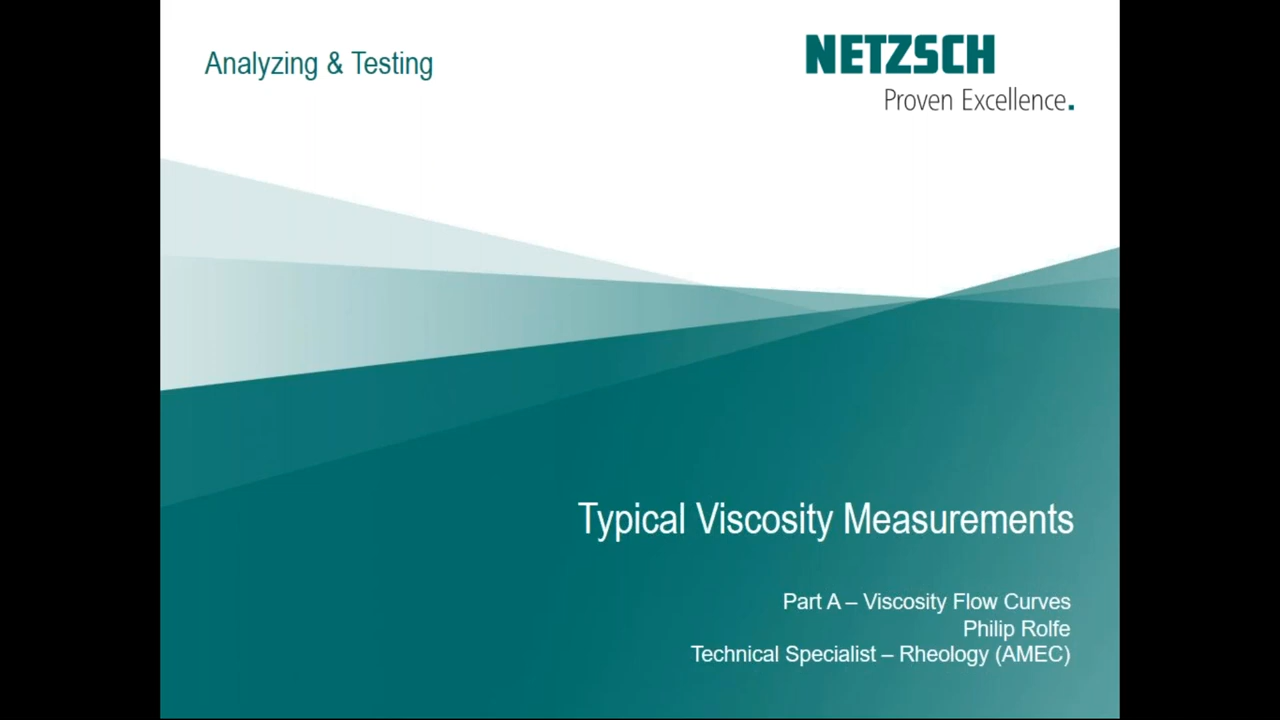 Analyzing & Testing
NETZSCH
Proven Excellence.
Typical Viscosity Measurements
Part A – Viscosity Flow Curves
Philip Rolfe
Technical Specialist – Rheology (AMEC)